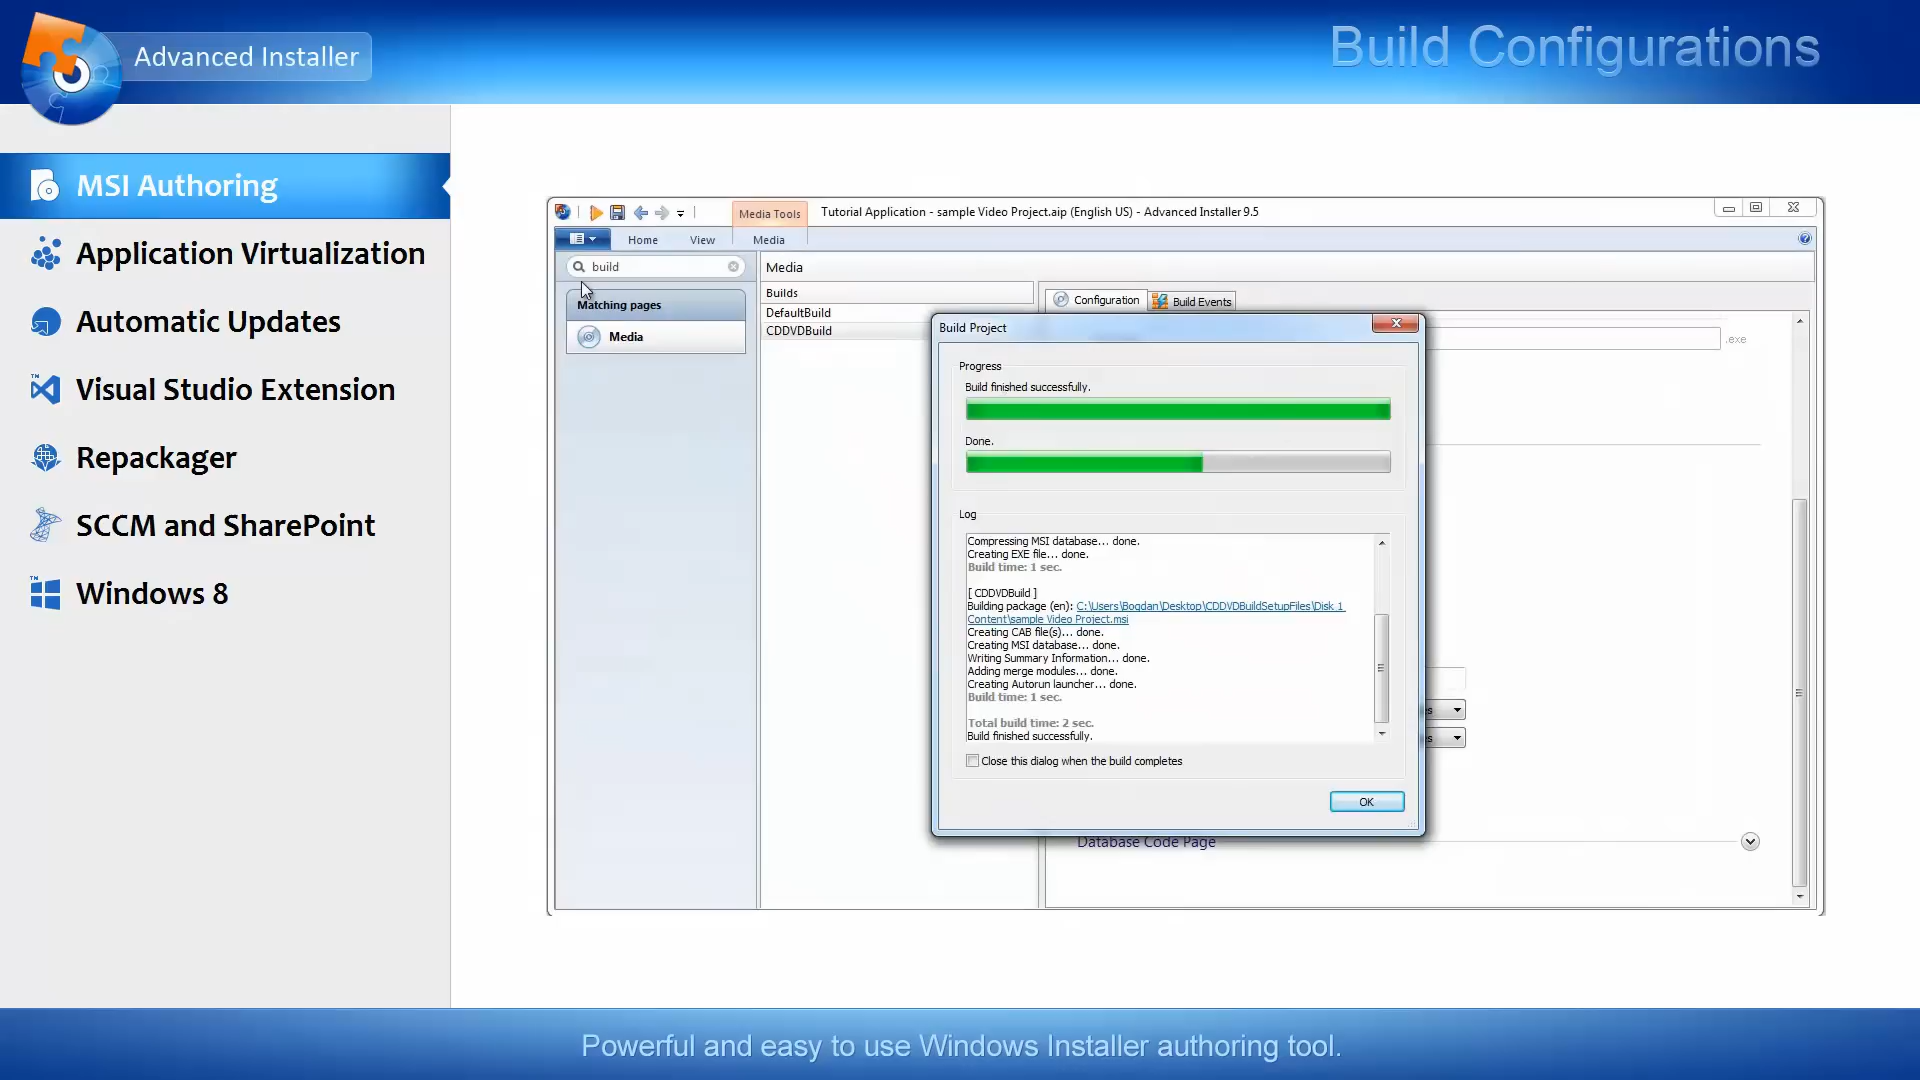 Advanced Installer
Build Configurations
MSI Authoring
Application Virtualization
Automatic Updates
TM
Visual Studio Extension
Repackager
SCCM and SharePoint
TM
Windows 8
Media Tools
Tutorial Application - sample Video Project.aip (English US) - Advanced Installer 9.5
Home
View
Media
build
Matching pages
Media
Media
Builds
DefaultBuild
CDDVDBuild
Configuration
Build Events
.exe
Build Project
Progress
Build finished successfully.
Done.
Log
Compressing MSI database... done.
Creating EXE file... done.
Build time: 1 sec.
[ CDDVDBuild ]
Building package (en): C:\Users\Bogdan\Desktop\CDDVDBuildSetupFiles\Disk 1
Content\sample Video Project.msi
Creating CAB file(s)... done.
Creating MSI database... done.
Writing Summary Information... done.
Adding merge modules... done.
Creating Autorun launcher... done.
Build time: 1 sec.
Total build time: 2 sec.
Build finished successfully.
Close this dialog when the build completes
OK
Database Code Page
Powerful and easy to use Windows Installer authoring tool.